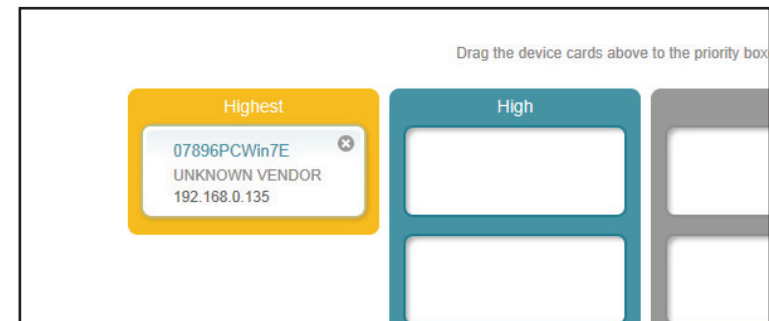 Drag the device cards above to the priority box
Highest
High
07896PCWin7E
UNKNOWN VENDOR
192.168.0.135